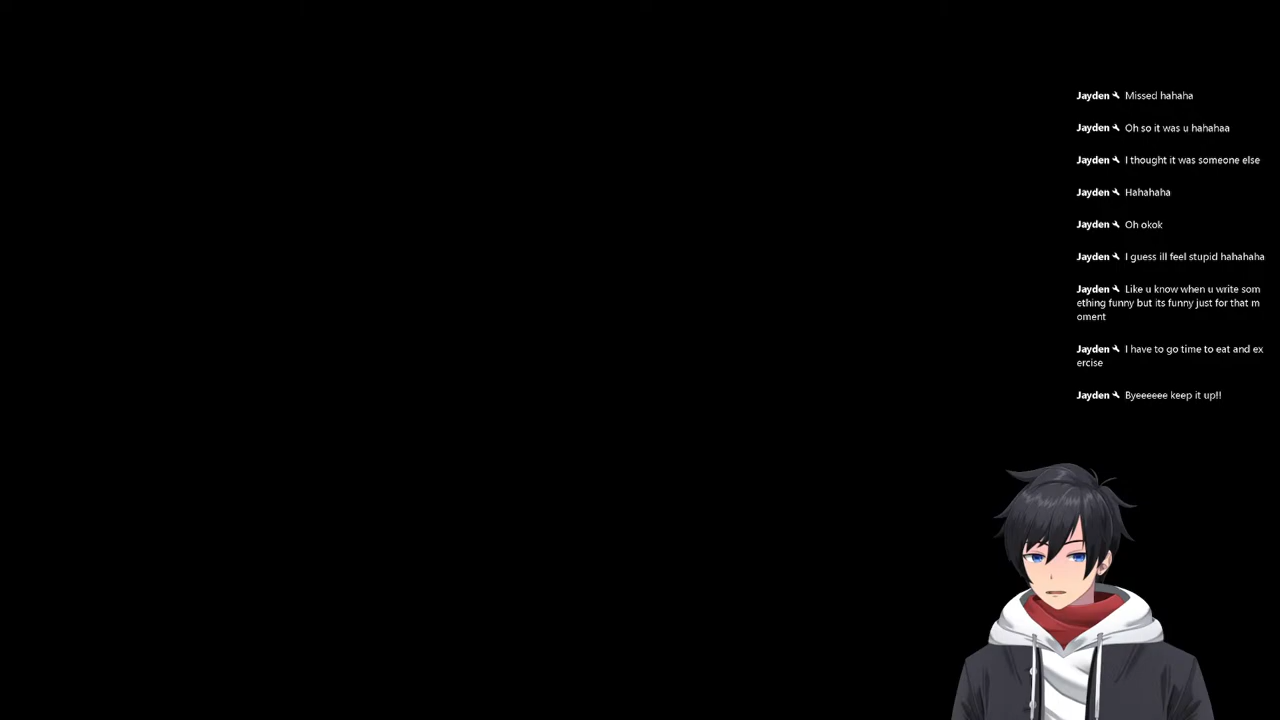 Jayden Missed hahaha
Jayden Oh so it was u hahahaa
Jayden I thought it was someone else
Jayden Hahahaha
Jayden Oh okok
Jayden I guess ill feel stupid hahahaha
Jayden Like u know when u write som
ething funny but its funny just for that m
oment
Jayden I have to go time to eat and ex
ercise
Jayden Byeeeeee keep it up!!